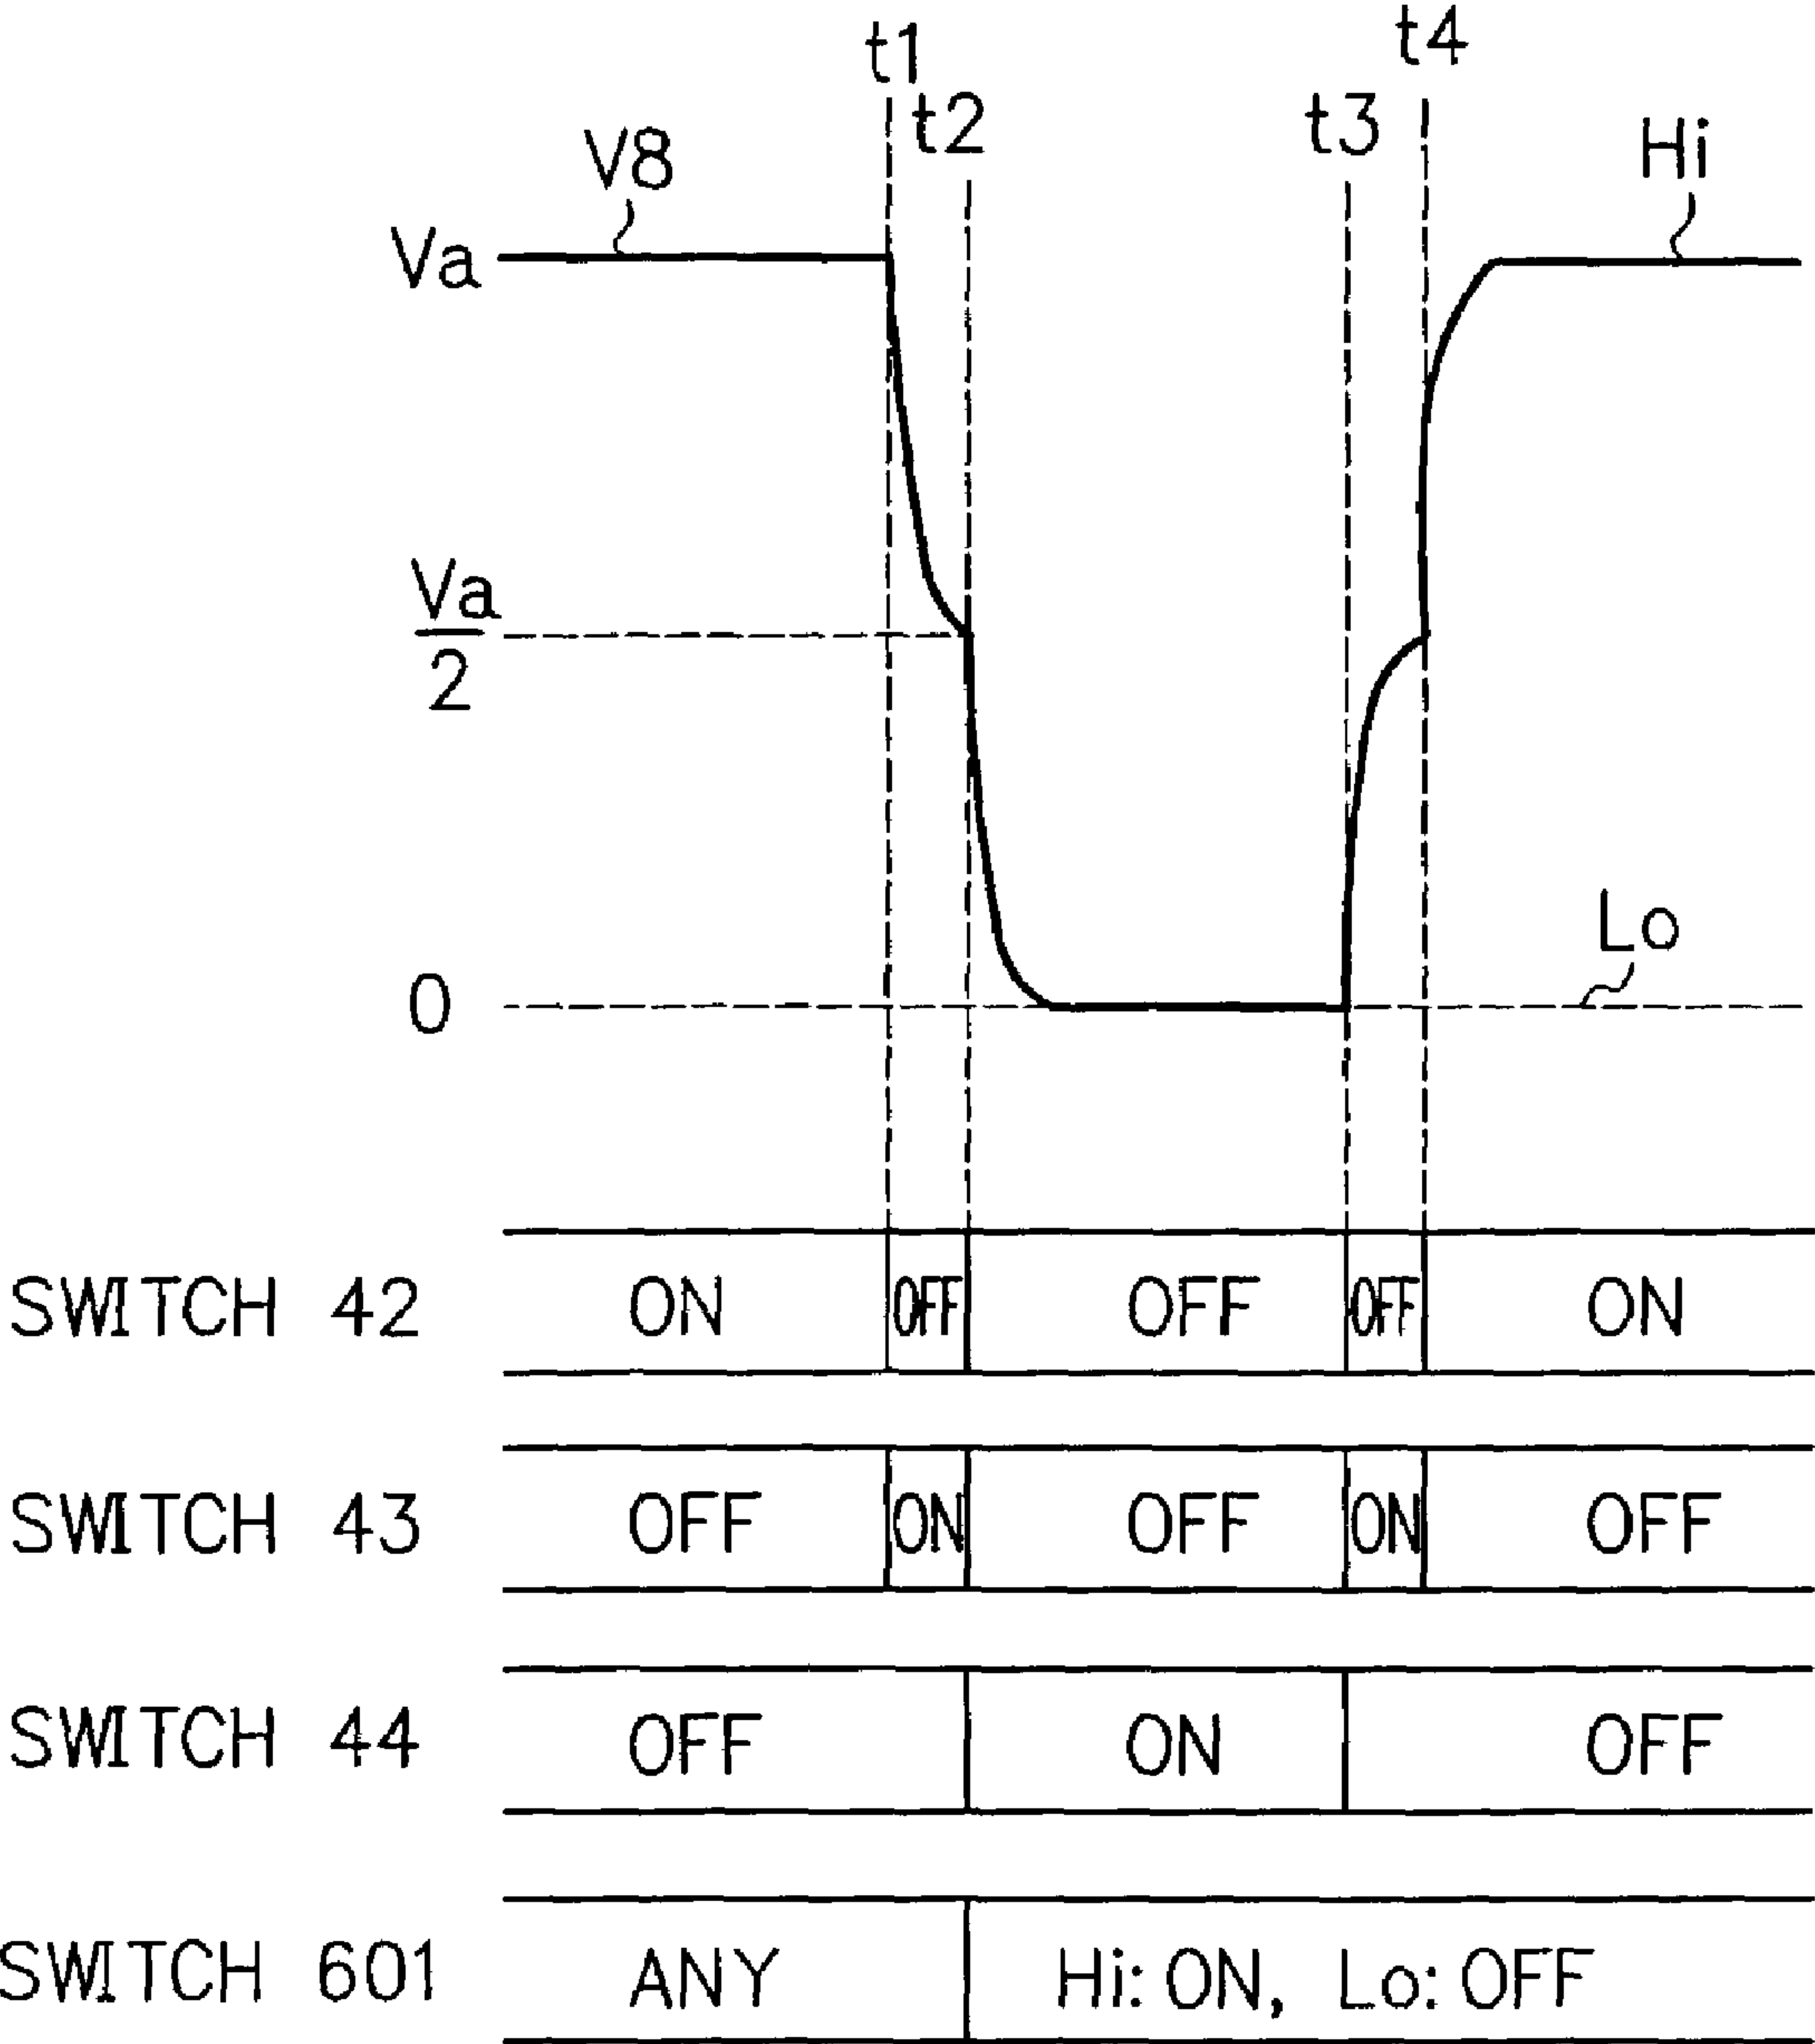 t1
t4
t2
t3
V8
Hi
Va
Va
2
Lo
0
SWITCH 42 ON OFF OFF OFF ON
SWITCH 43 OFF ON OFF ON OFF
SWITCH 44 OFF ON OFF
SWITCH 601 ANY Hi: ON, Lo: OFF